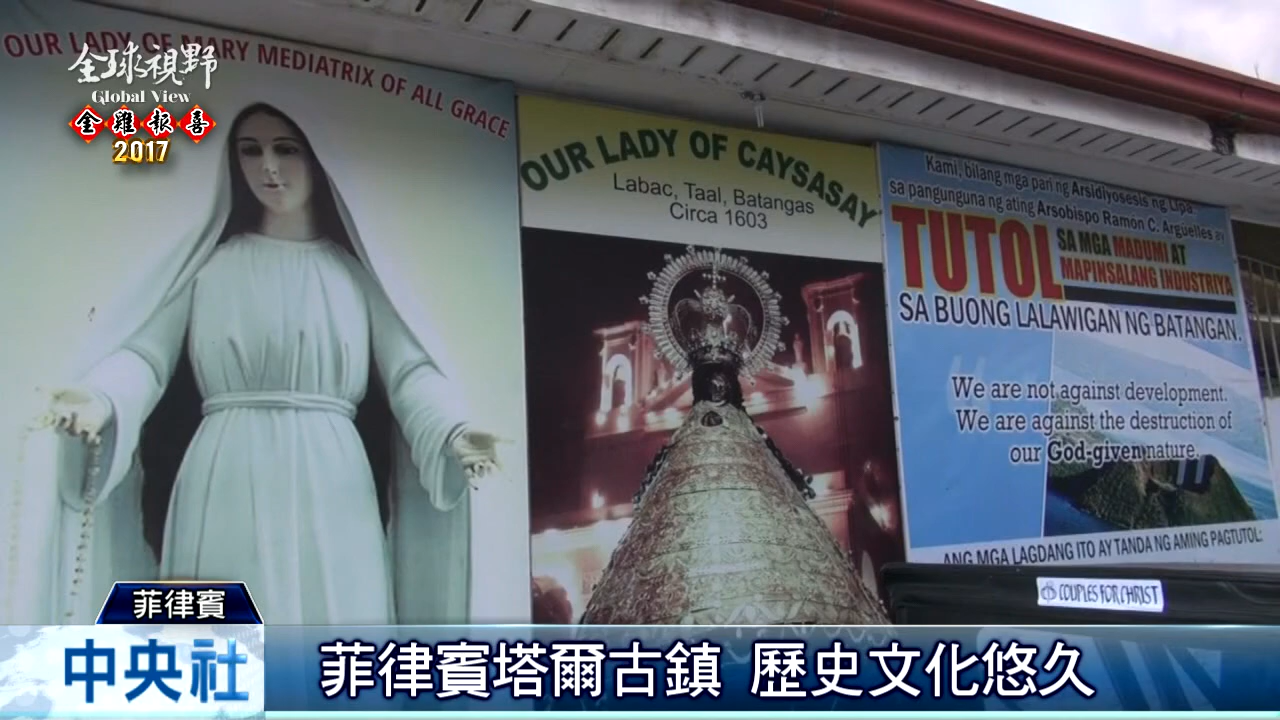 OUR LADY OF MARY MEDIATRIX OF ALL GRACE
全球視野
Global View
金雞報喜
2017
OUR LADY OF CAYSASAY
Labac, Taal, Batangas
Circa 1603
Kami, bilang mga pari ng Arsidiyosesis ng Lipa,
sa pangunguna ng ating Arsobispo Ramon C. Arguelles ay
TUTOL SA MGA MADUMI AT
MAPINSALANG INDUSTRIYA
SA BUONG LALAWIGAN NG BATANGAN.
We are not against development.
We are against the destruction of
our God-given nature.
ANG MGA LAGDANG ITO AY TANDA NG AMING PAGTUTOL:
COUPLES FOR CHRIST
菲律賓
中央社
菲律賓塔爾古鎮 歷史文化悠久